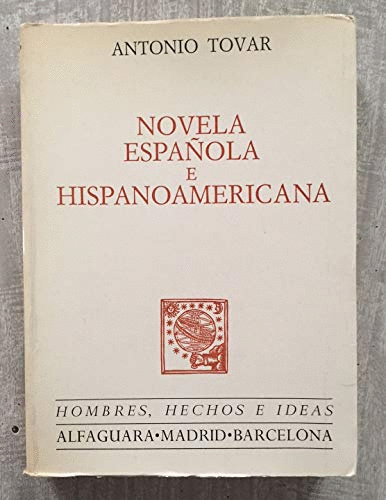 ANTONIO TOVAR
NOVELA
ESPAÑOLA
E
HISPANOAMERICANA
HOMBRES, HECHOS E IDEAS
ALFAGUARA•MADRID•BARCELONA